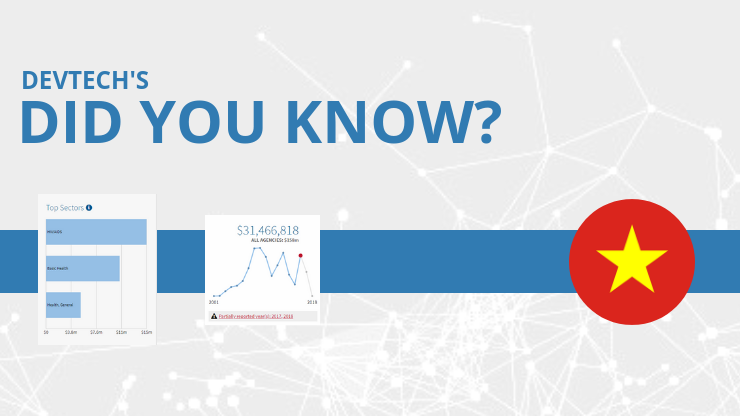 DEVTECH'S
DID YOU KNOW?
Top Sectors
HIV/AIDS
Basic Health
Health, General
$0 $3.8m $7.5m $11m $15m
$31,466,818
ALL AGENCIES: $158m
2001 2018
Partially reported year(s): 2017, 2018